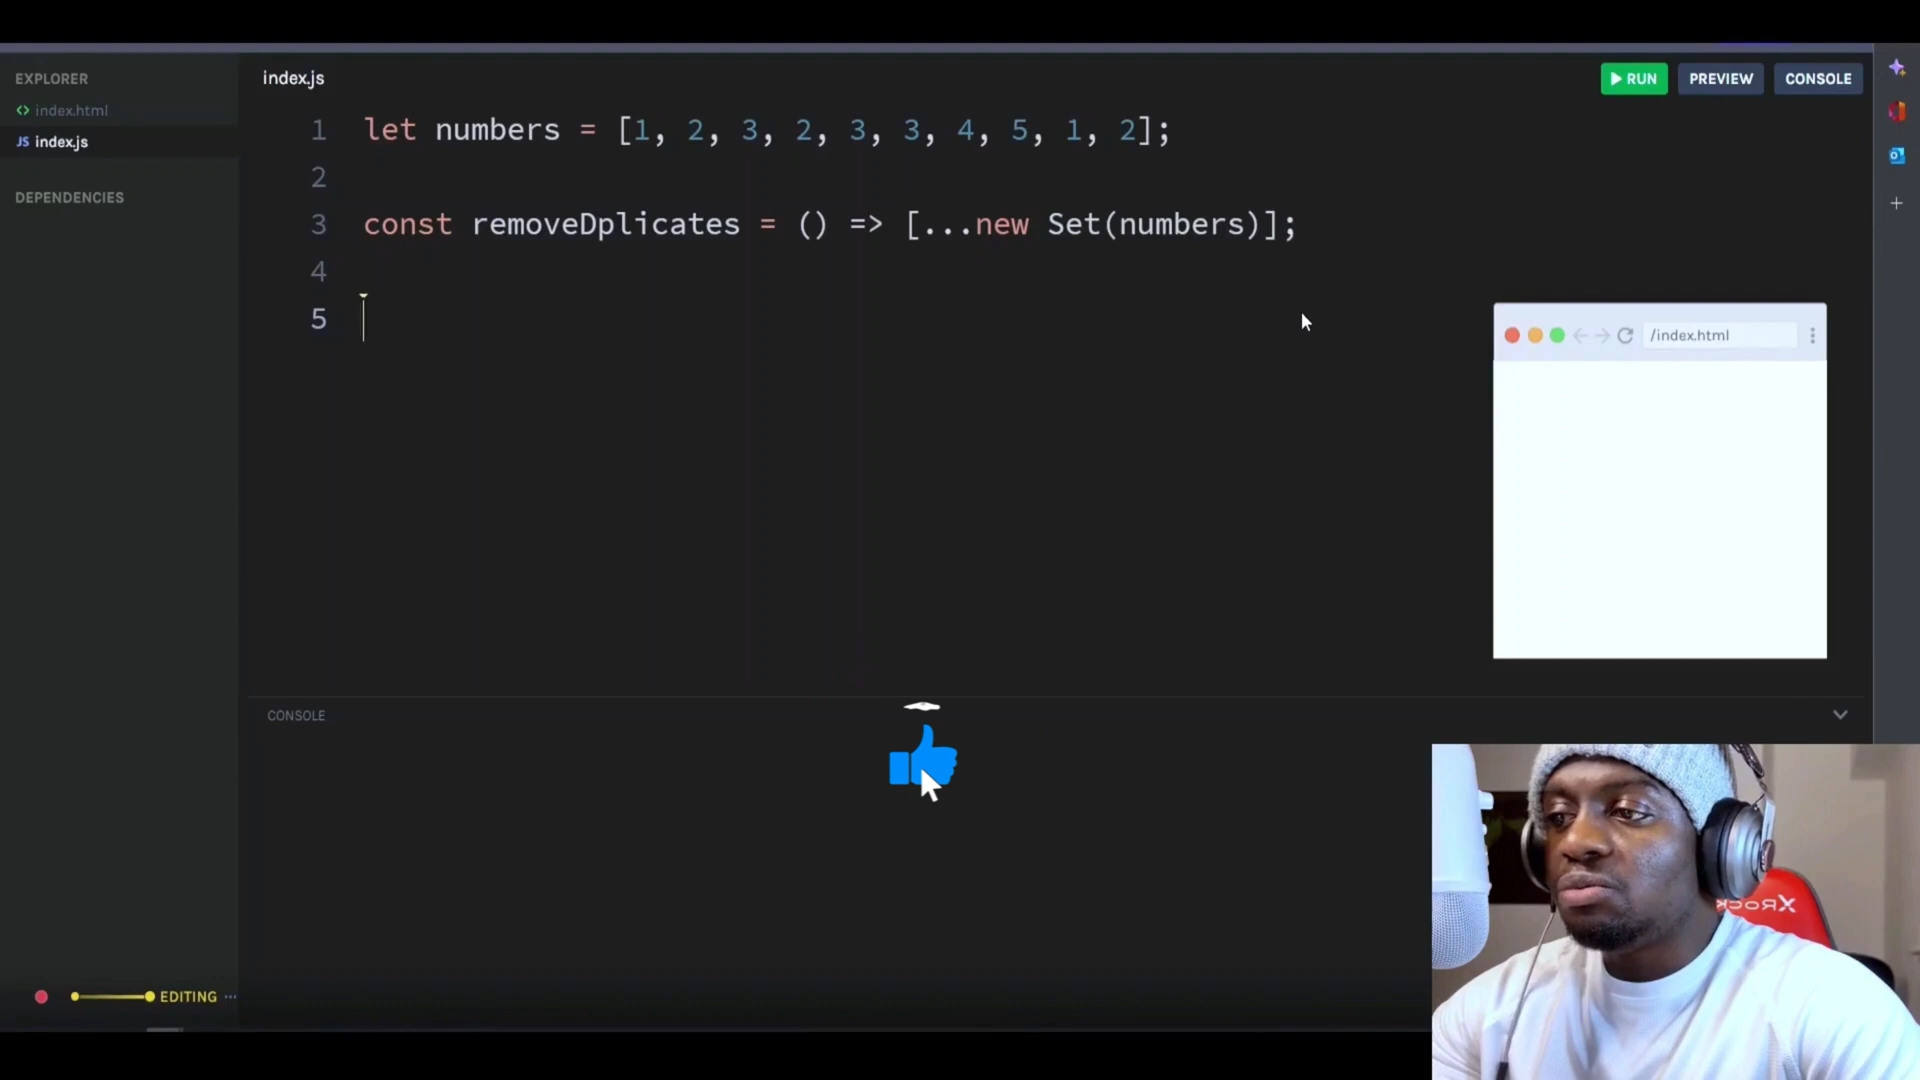 EXPLORER
index.html
JS index.js
DEPENDENCIES
index.js
RUN
PREVIEW
CONSOLE
1 let numbers = [1, 2, 3, 2, 3, 3, 4, 5, 1, 2];
2
3 const removeDplicates = () => [...new Set(numbers)];
4
5
/index.html
CONSOLE
EDITING ...
XROCK